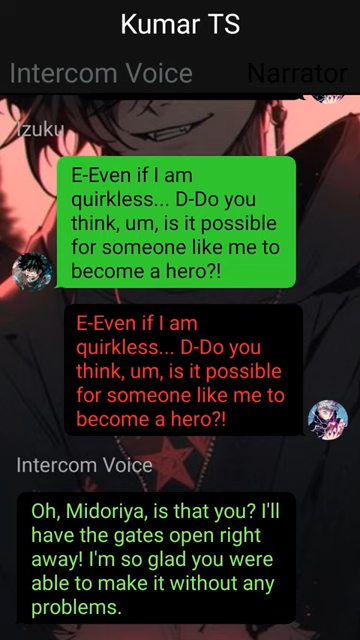 Kumar TS
Intercom Voice
Narrator
Izuku
E-Even if I am
quirkless... D-Do you
think, um, is it possible
for someone like me to
become a hero?!
E-Even if I am
quirkless... D-Do you
think, um, is it possible
for someone like me to
become a hero?!
Intercom Voice
Oh, Midoriya, is that you? I'll
have the gates open right
away! I'm so glad you were
able to make it without any
problems.